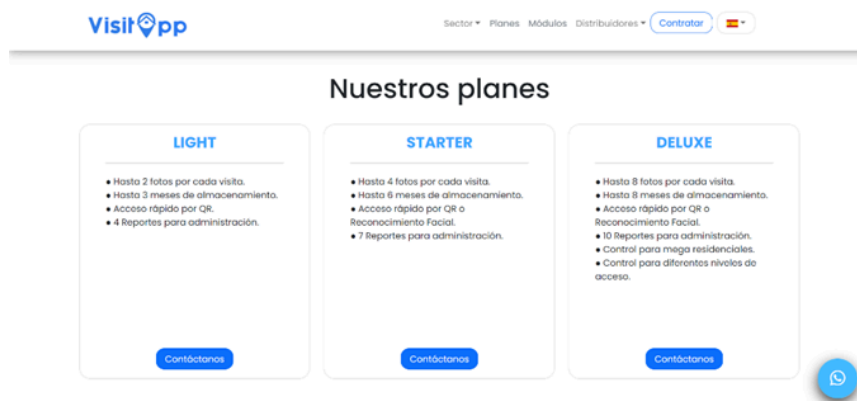 VisitApp
Sector Planes Módulos Distribuidores Contratar
Nuestros planes
LIGHT
● Hasta 2 fotos por cada visita.
● Hasta 3 meses de almacenamiento.
● Acceso rápido por QR.
● 4 Reportes para administración.
Contáctanos
STARTER
● Hasta 4 fotos por cada visita.
● Hasta 6 meses de almacenamiento.
● Acceso rápido por QR o
Reconocimiento Facial.
● 7 Reportes para administración.
Contáctanos
DELUXE
● Hasta 8 fotos por cada visita.
● Hasta 8 meses de almacenamiento.
● Acceso rápido por QR o
Reconocimiento Facial.
● 10 Reportes para administración.
● Control para mega residenciales.
● Control para diferentes niveles de
acceso.
Contáctanos